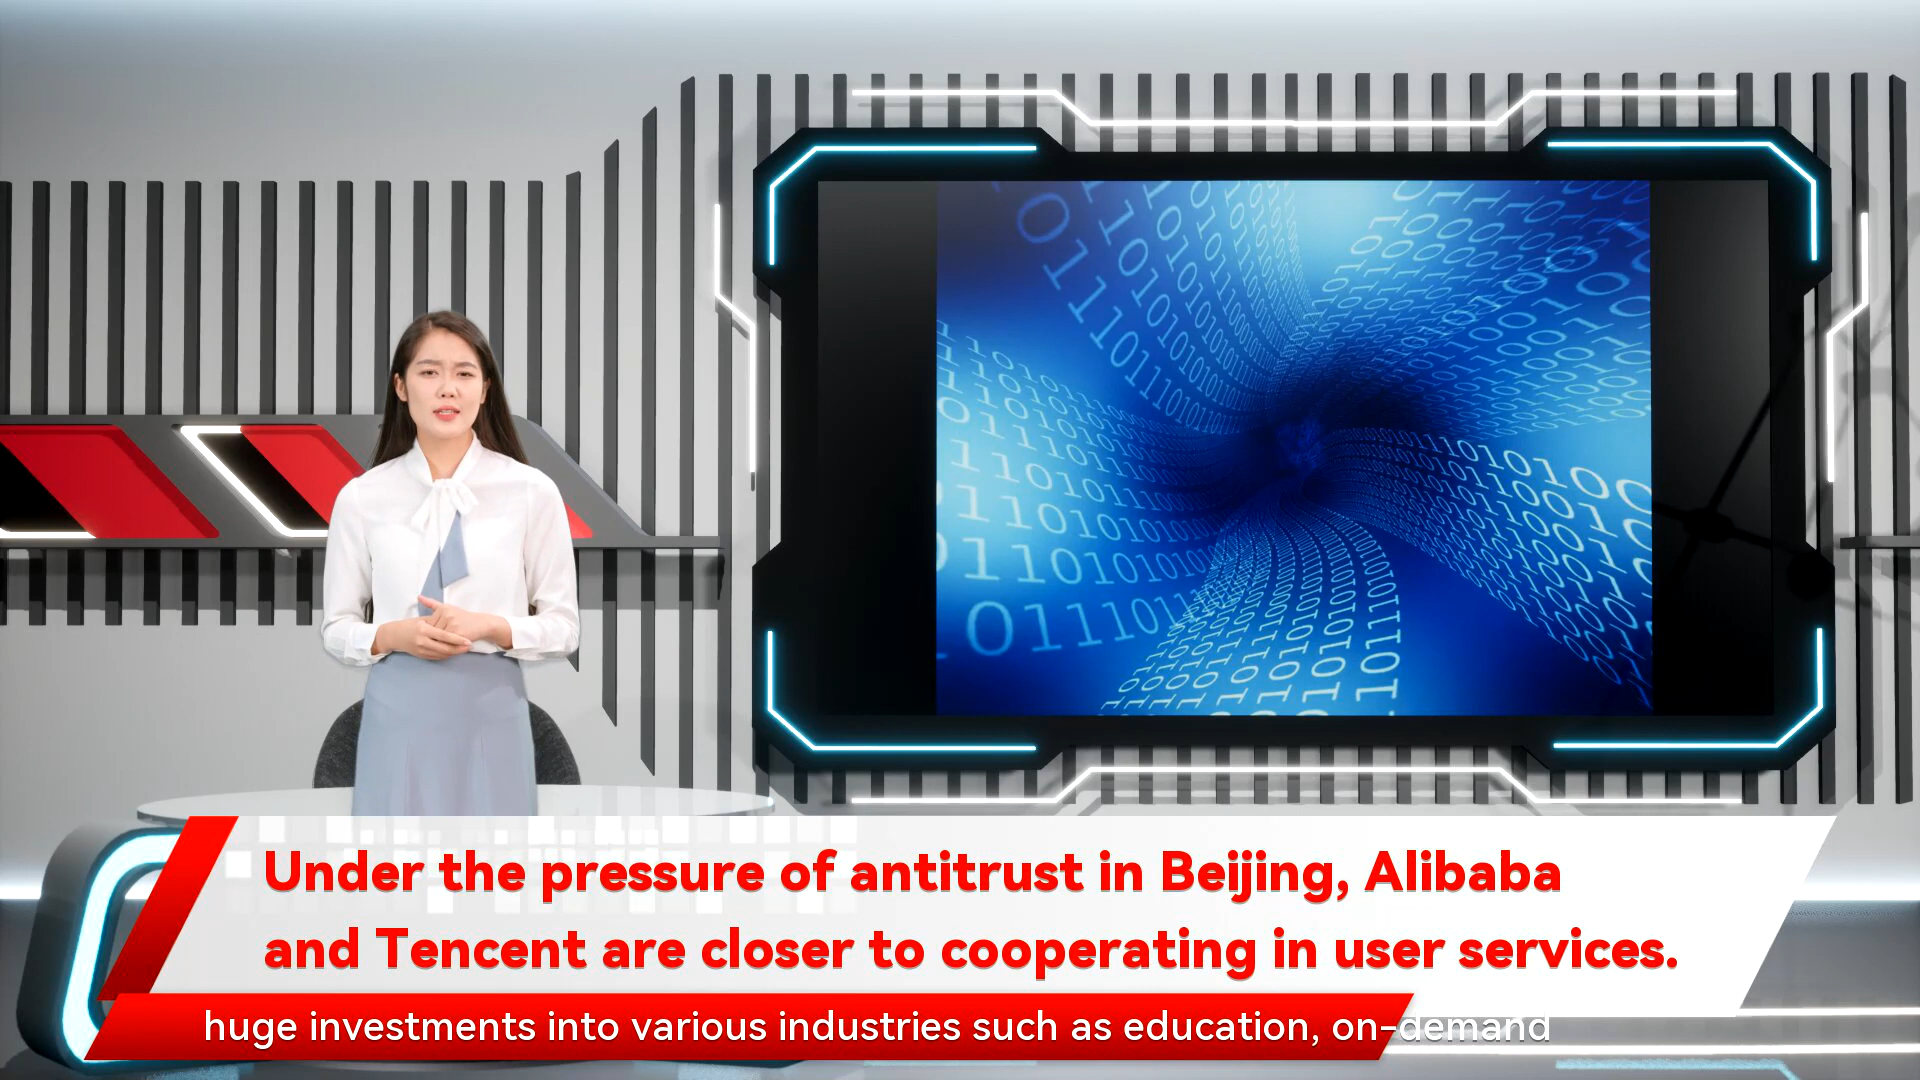 Under the pressure of antitrust in Beijing, Alibaba
and Tencent are closer to cooperating in user services.
huge investments into various industries such as education, on-demand